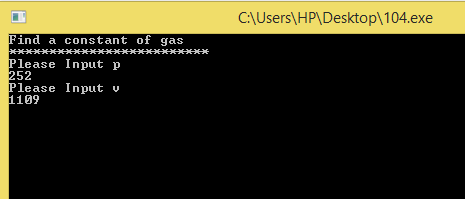 C:\Users\HP\Desktop\104.exe
Find a constant of gas
*************************
Please Input p
252
Please Input v
1109